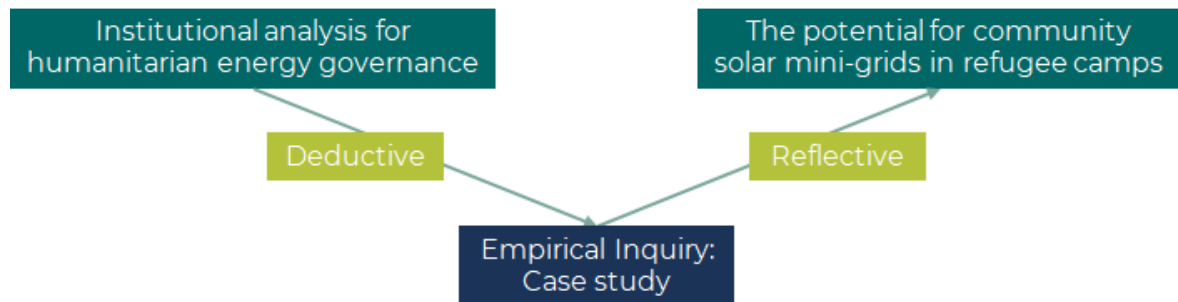 Institutional analysis for
humanitarian energy governance
The potential for community
solar mini-grids in refugee camps
Deductive
Reflective
Empirical Inquiry:
Case study